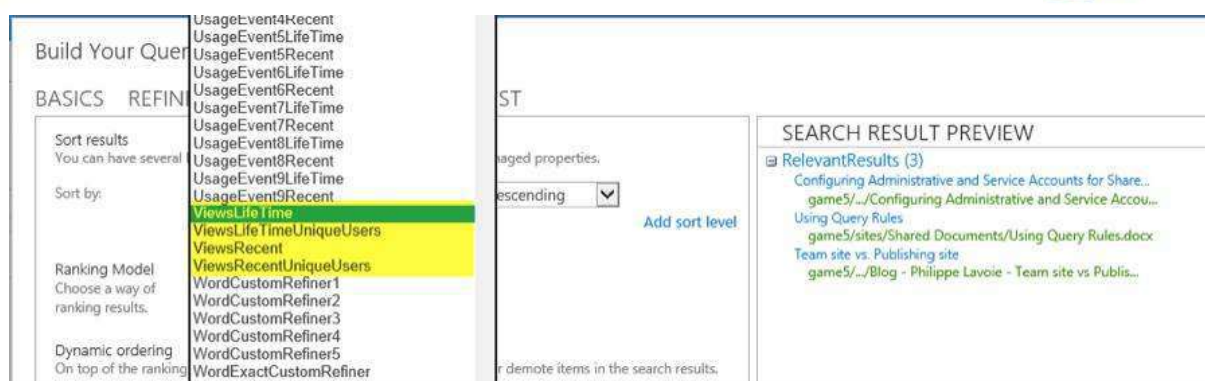 Build Your Quer
BASICS REFIN ST
Sort results
You can have several naged properties.
Sort by: escending
Add sort level
Ranking Model
Choose a way of
ranking results.
Dynamic ordering
On top of the ranking r demote items in the search results.
UsageEvent4Recent
UsageEvent5LifeTime
UsageEvent5Recent
UsageEvent6LifeTime
UsageEvent6Recent
UsageEvent7LifeTime
UsageEvent7Recent
UsageEvent8LifeTime
UsageEvent8Recent
UsageEvent9LifeTime
UsageEvent9Recent
ViewsLifeTime
ViewsLifeTimeUniqueUsers
ViewsRecent
ViewsRecentUniqueUsers
WordCustomRefiner1
WordCustomRefiner2
WordCustomRefiner3
WordCustomRefiner4
WordCustomRefiner5
WordExactCustomRefiner
SEARCH RESULT PREVIEW
RelevantResults (3)
Configuring Administrative and Service Accounts for Share...
game5/.../Configuring Administrative and Service Accou...
Using Query Rules
game5/sites/Shared Documents/Using Query Rules.docx
Team site vs. Publishing site
game5/.../Blog - Philippe Lavoie - Team site vs Publis...